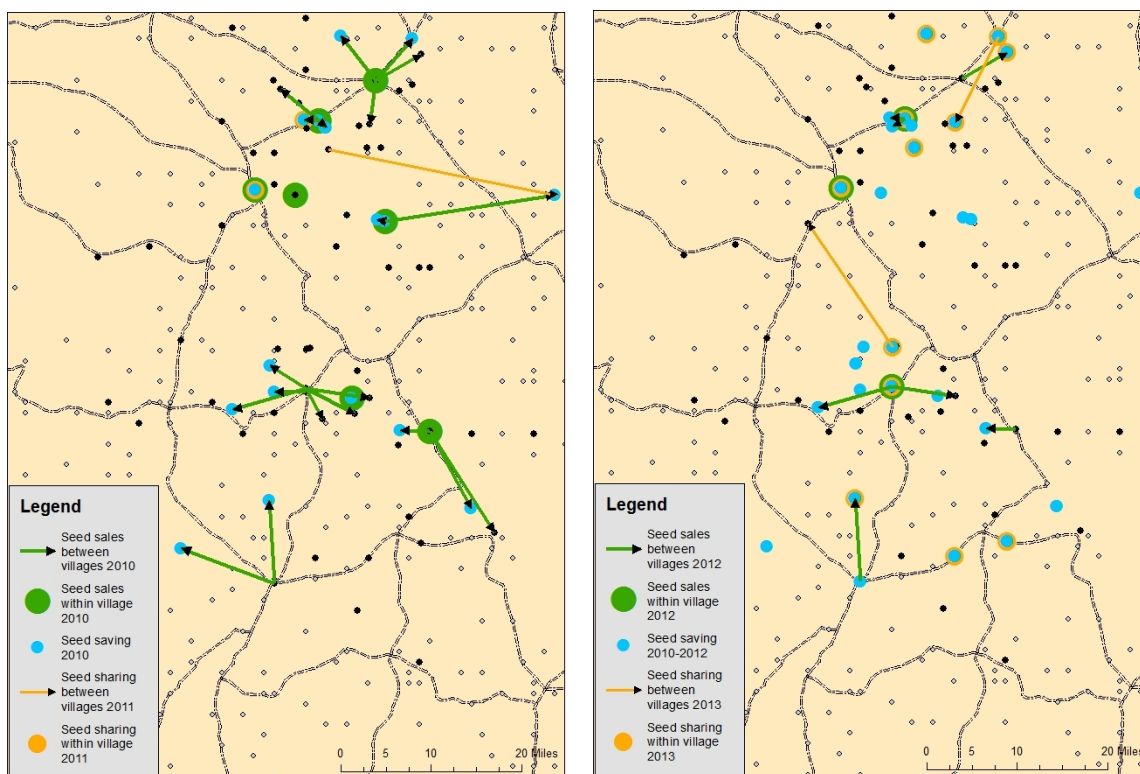 Legend
Seed sales
between
villages 2010
Seed sales
within village
2010
Seed saving
2010
Seed sharing
between
villages 2011
Seed sharing
within village
2011
0 5 10 20 Miles
Legend
Seed sales
between
villages 2012
Seed sales
within village
2012
Seed saving
2010-2012
Seed sharing
between
villages 2013
Seed sharing
within village
2013
0 5 10 20 Miles